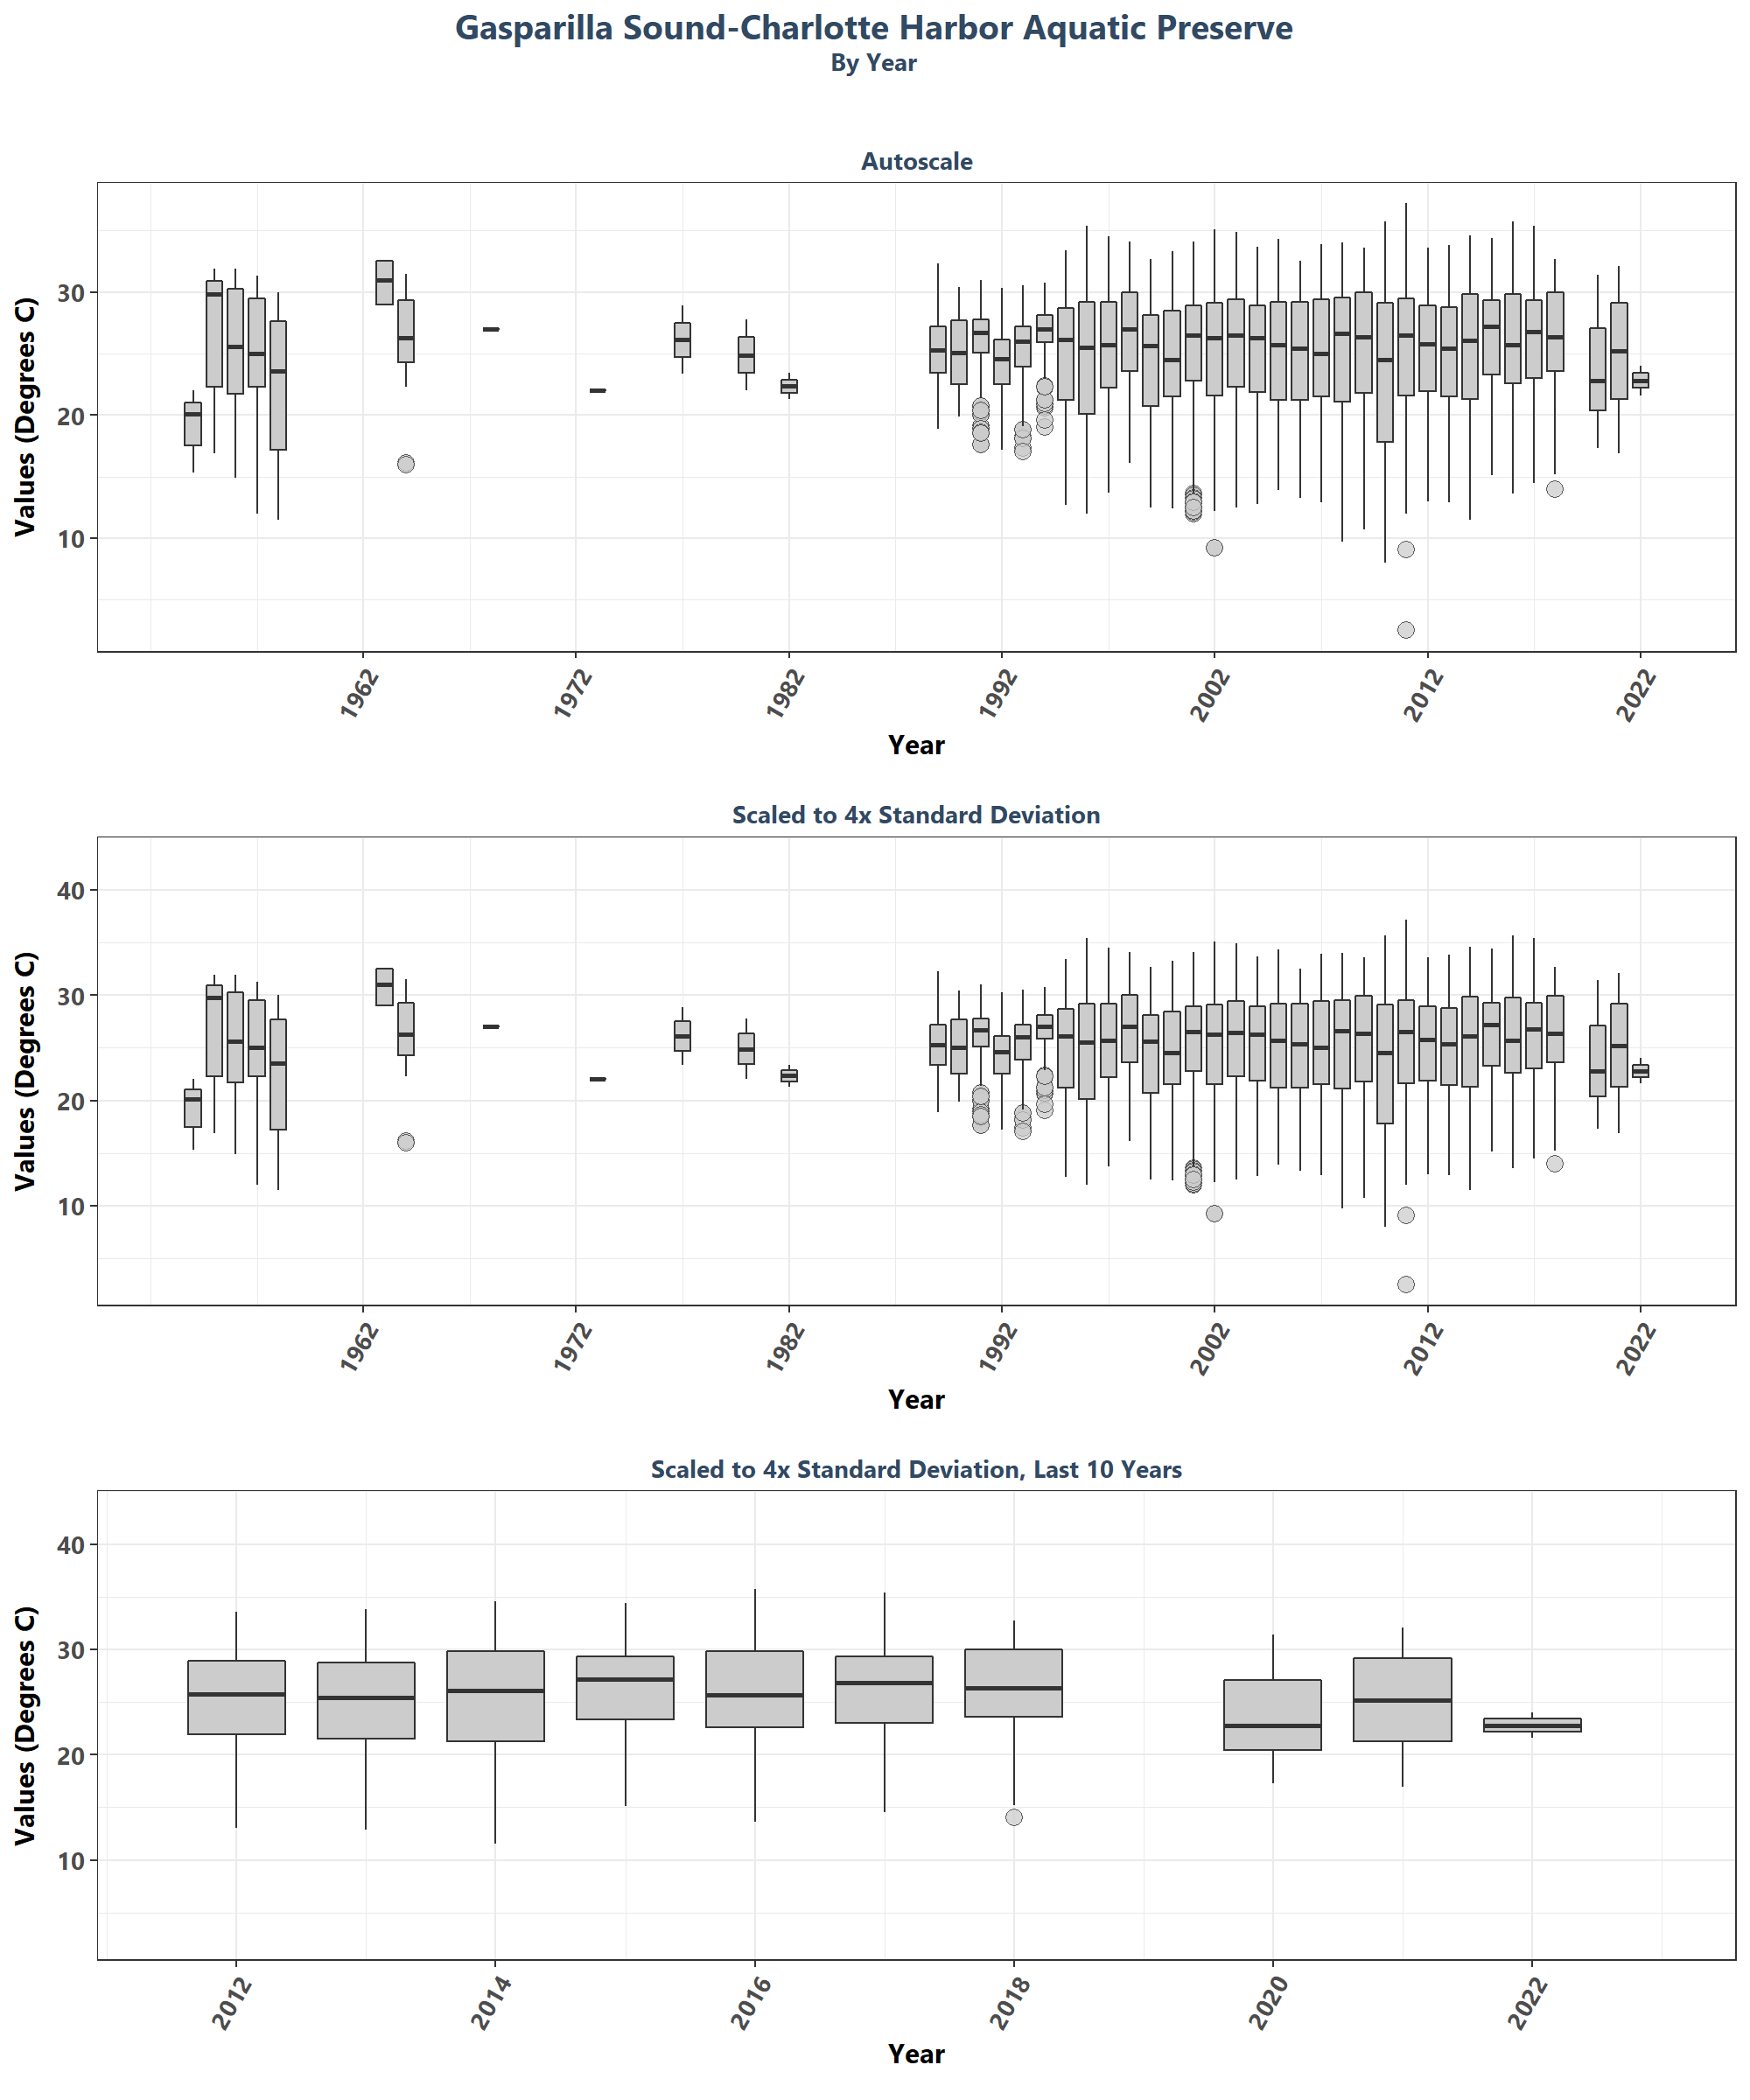 Gasparilla Sound-Charlotte Harbor Aquatic Preserve
By Year
Autoscale
Values (Degrees C)
30
20
10
1962 1972 1982 1992 2002 2012 2022
Year
Scaled to 4x Standard Deviation
Values (Degrees C)
40
30
20
10
1962 1972 1982 1992 2002 2012 2022
Year
Scaled to 4x Standard Deviation, Last 10 Years
Values (Degrees C)
40
30
20
10
2012 2014 2016 2018 2020 2022
Year